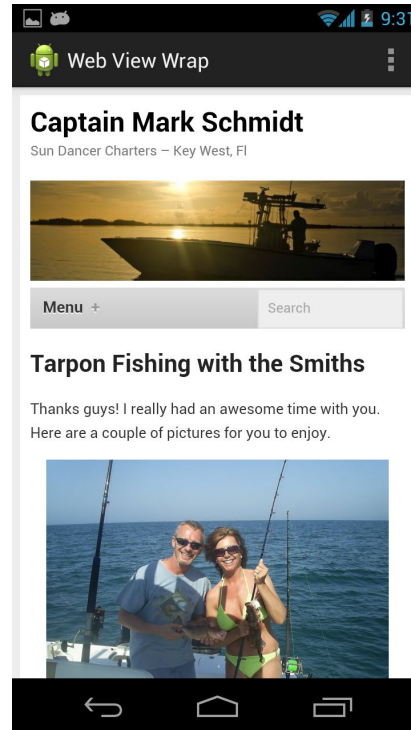 9:31
Web View Wrap
Captain Mark Schmidt
Sun Dancer Charters – Key West, Fl
Menu +
Search
Tarpon Fishing with the Smiths
Thanks guys! I really had an awesome time with you.
Here are a couple of pictures for you to enjoy.